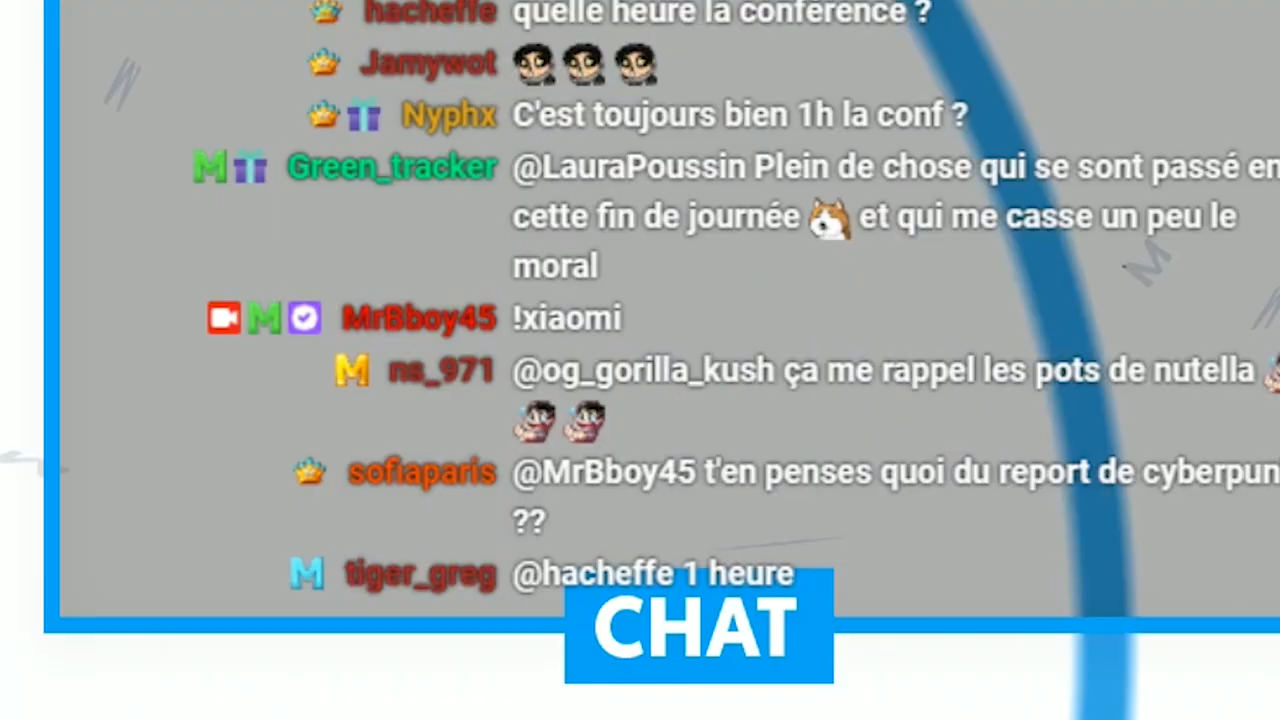 hacheffe quelle heure la conférence ?
Jamywot
Nyphx C'est toujours bien 1h la conf ?
M Green_tracker @LauraPoussin Plein de chose qui se sont passé en
cette fin de journée et qui me casse un peu le
moral
M MrBboy45 !xiaomi
M ns_971 @og_gorilla_kush ça me rappel les pots de nutella
sofiaparis @MrBboy45 t'en penses quoi du report de cyberpun
??
M tiger_greg @hacheffe 1 heure
CHAT
M